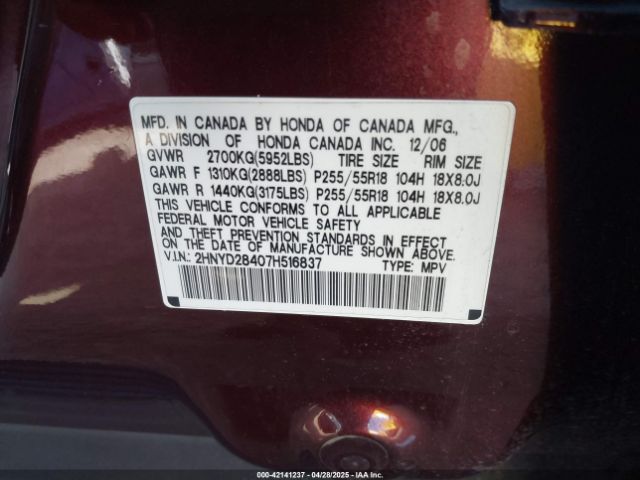 MFD. IN CANADA BY HONDA OF CANADA MFG.,
A DIVISION OF HONDA CANADA INC. 12/06
GVWR 2700KG(5952LBS) TIRE SIZE RIM SIZE
GAWR F 1310KG(2888LBS) P255/55R18 104H 18X8.0J
GAWR R 1440KG(3175LBS) P255/55R18 104H 18X8.0J
THIS VEHICLE CONFORMS TO ALL APPLICABLE
FEDERAL MOTOR VEHICLE SAFETY
AND THEFT PREVENTION STANDARDS IN EFFECT
ON THE DATE OF MANUFACTURE SHOWN ABOVE.
V.I.N.: 2HNYD28407H516837 TYPE: MPV
000-42141237 04/28/2025 - IAAI.COM